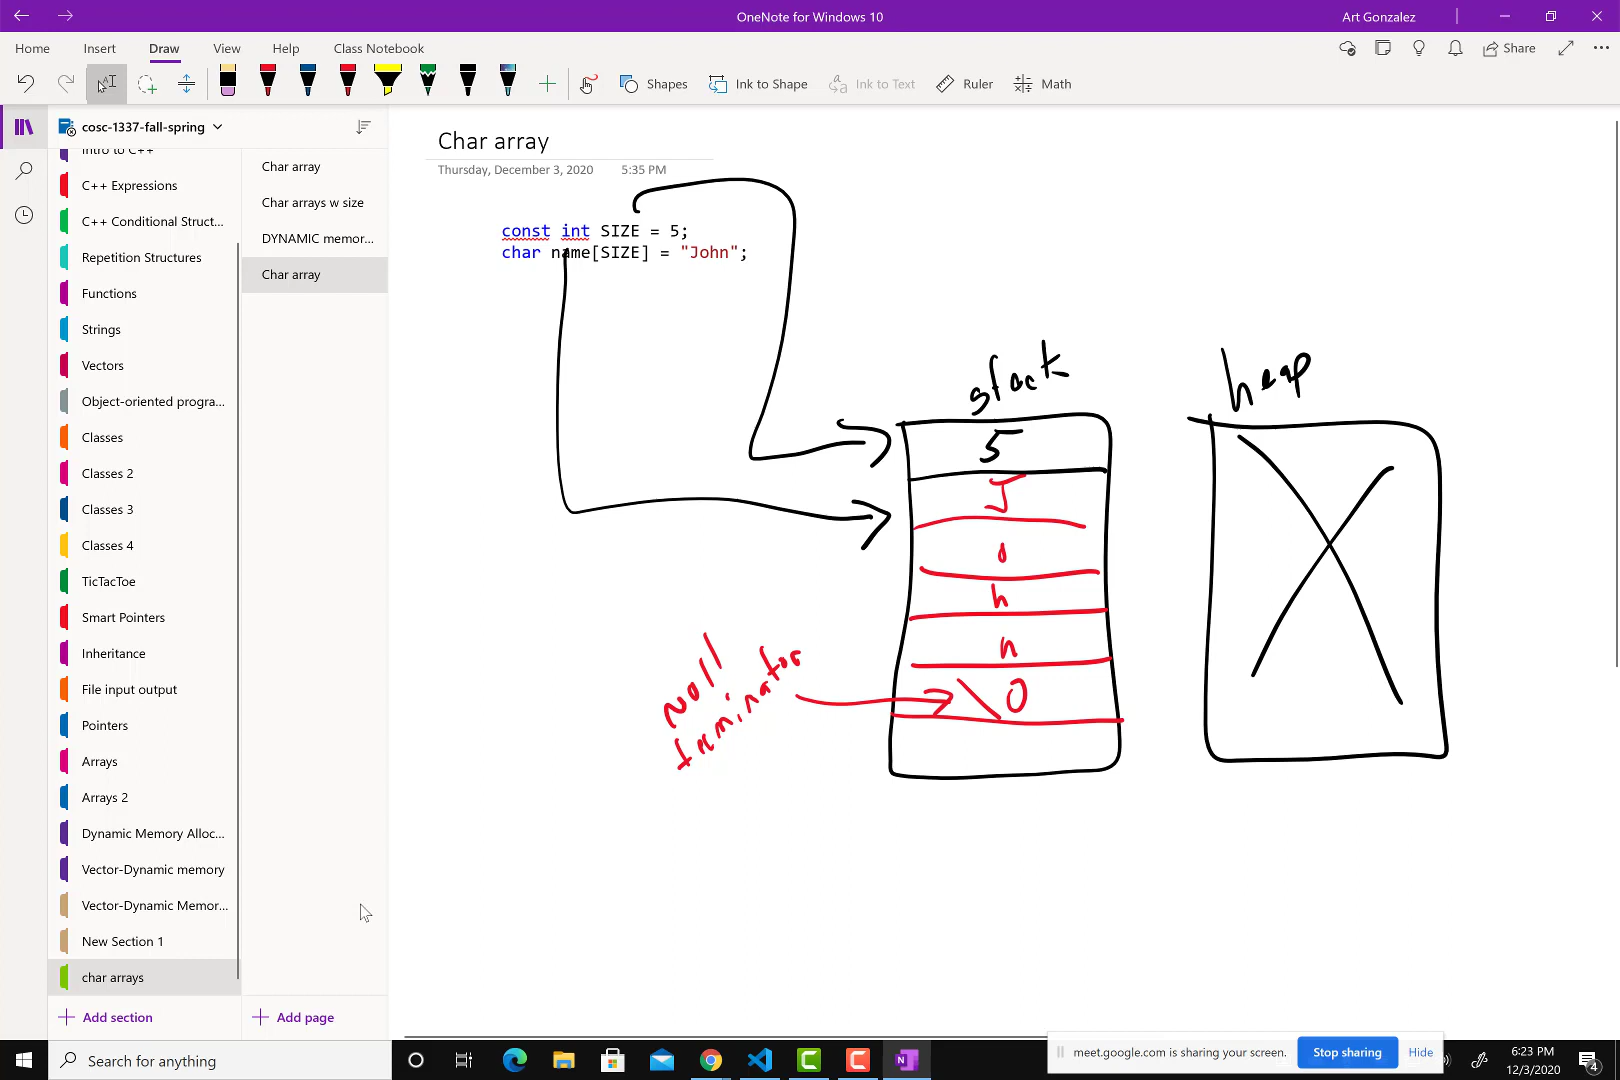 OneNote for Windows 10
Art Gonzalez
Home
Insert
Draw
View
Help
Class Notebook
Share
Shapes
Ink to Shape
Ink to Text
Ruler
Math
cosc-1337-fall-spring
Intro to C++
C++ Expressions
C++ Conditional Struct...
Repetition Structures
Functions
Strings
Vectors
Object-oriented progra...
Classes
Classes 2
Classes 3
Classes 4
TicTacToe
Smart Pointers
Inheritance
File input output
Pointers
Arrays
Arrays 2
Dynamic Memory Alloc...
Vector-Dynamic memory
Vector-Dynamic Memor...
New Section 1
char arrays
Add section
Char array
Char arrays w size
DYNAMIC memor...
Char array
Add page
Char array
Thursday, December 3, 2020 5:35 PM
const int SIZE = 5;
char name[SIZE] = "John";
stack
heap
5
J
o
h
n
\0
null
terminator
meet.google.com is sharing your screen.
Stop sharing
Hide
Search for anything
6:23 PM
12/3/2020
4